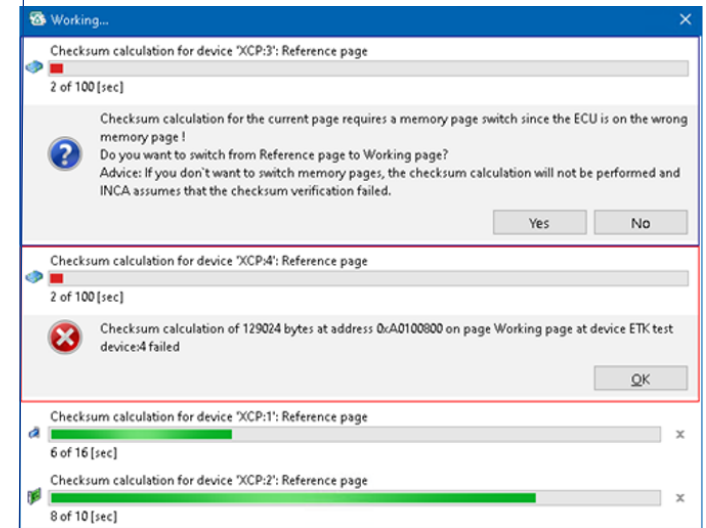 Working...
Checksum calculation for device 'XCP:3': Reference page
2 of 100 [sec]
Checksum calculation for the current page requires a memory page switch since the ECU is on the wrong
memory page !
Do you want to switch from Reference page to Working page?
Advice: If you don`t want to switch memory pages, the checksum calculation will not be performed and
INCA assumes that the checksum verification failed.
Yes No
Checksum calculation for device 'XCP:4': Reference page
2 of 100 [sec]
Checksum calculation of 129024 bytes at address 0xA0100800 on page Working page at device ETK test
device:4 failed
OK
Checksum calculation for device 'XCP:1': Reference page
6 of 16 [sec]
Checksum calculation for device 'XCP:2': Reference page
8 of 10 [sec]